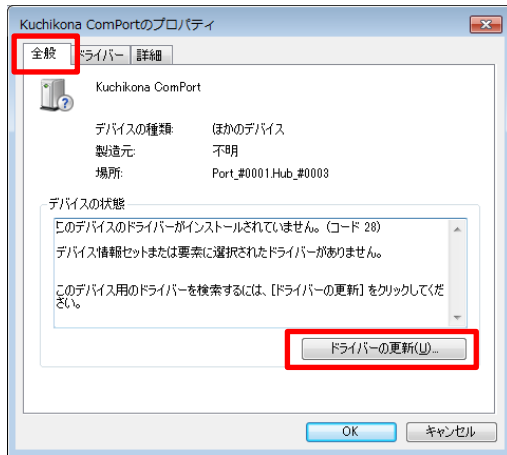 Kuchikona ComPortのプロパティ
全般
ドライバー
詳細
Kuchikona ComPort
デバイスの種類:
ほかのデバイス
製造元:
不明
場所:
Port_#0001.Hub_#0003
デバイスの状態
このデバイスのドライバーがインストールされていません。(コード 28)
デバイス情報セットまたは要素に選択されたドライバーがありません。
このデバイス用のドライバーを検索するには、[ドライバーの更新] をクリックしてくだ
さい。
ドライバーの更新(U)...
OK
キャンセル